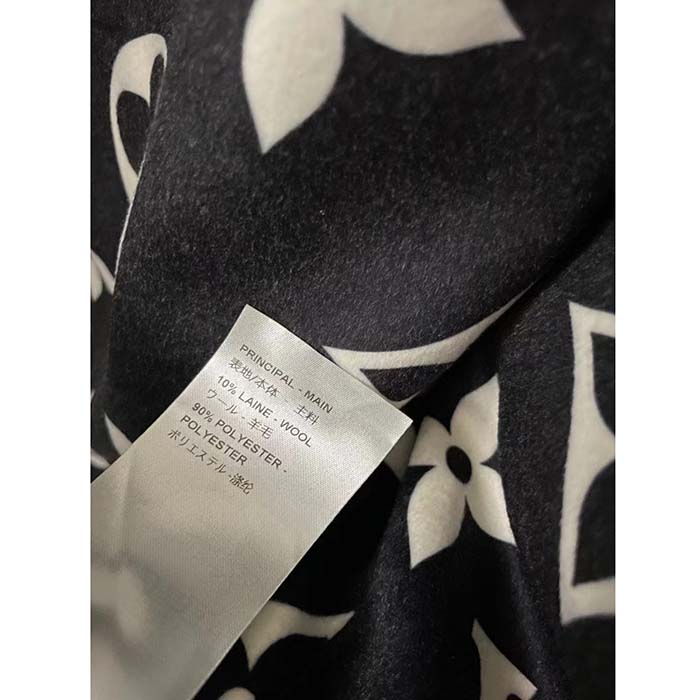 PRINCIPAL - MAIN
表地/本体 主料
10% LAINE - WOOL
ウール - 羊毛
90% POLYESTER -
POLYESTER
ポリエステル -涤纶